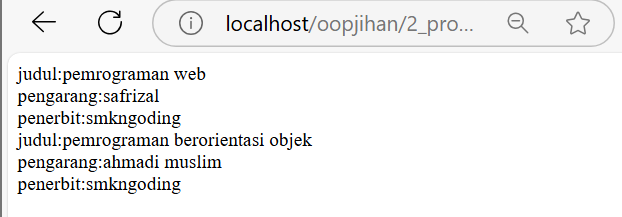 localhost/oopjihan/2_pro...
judul:pemrograman web
pengarang:safrizal
penerbit:smkngoding
judul:pemrograman berorientasi objek
pengarang:ahmadi muslim
penerbit:smkngoding